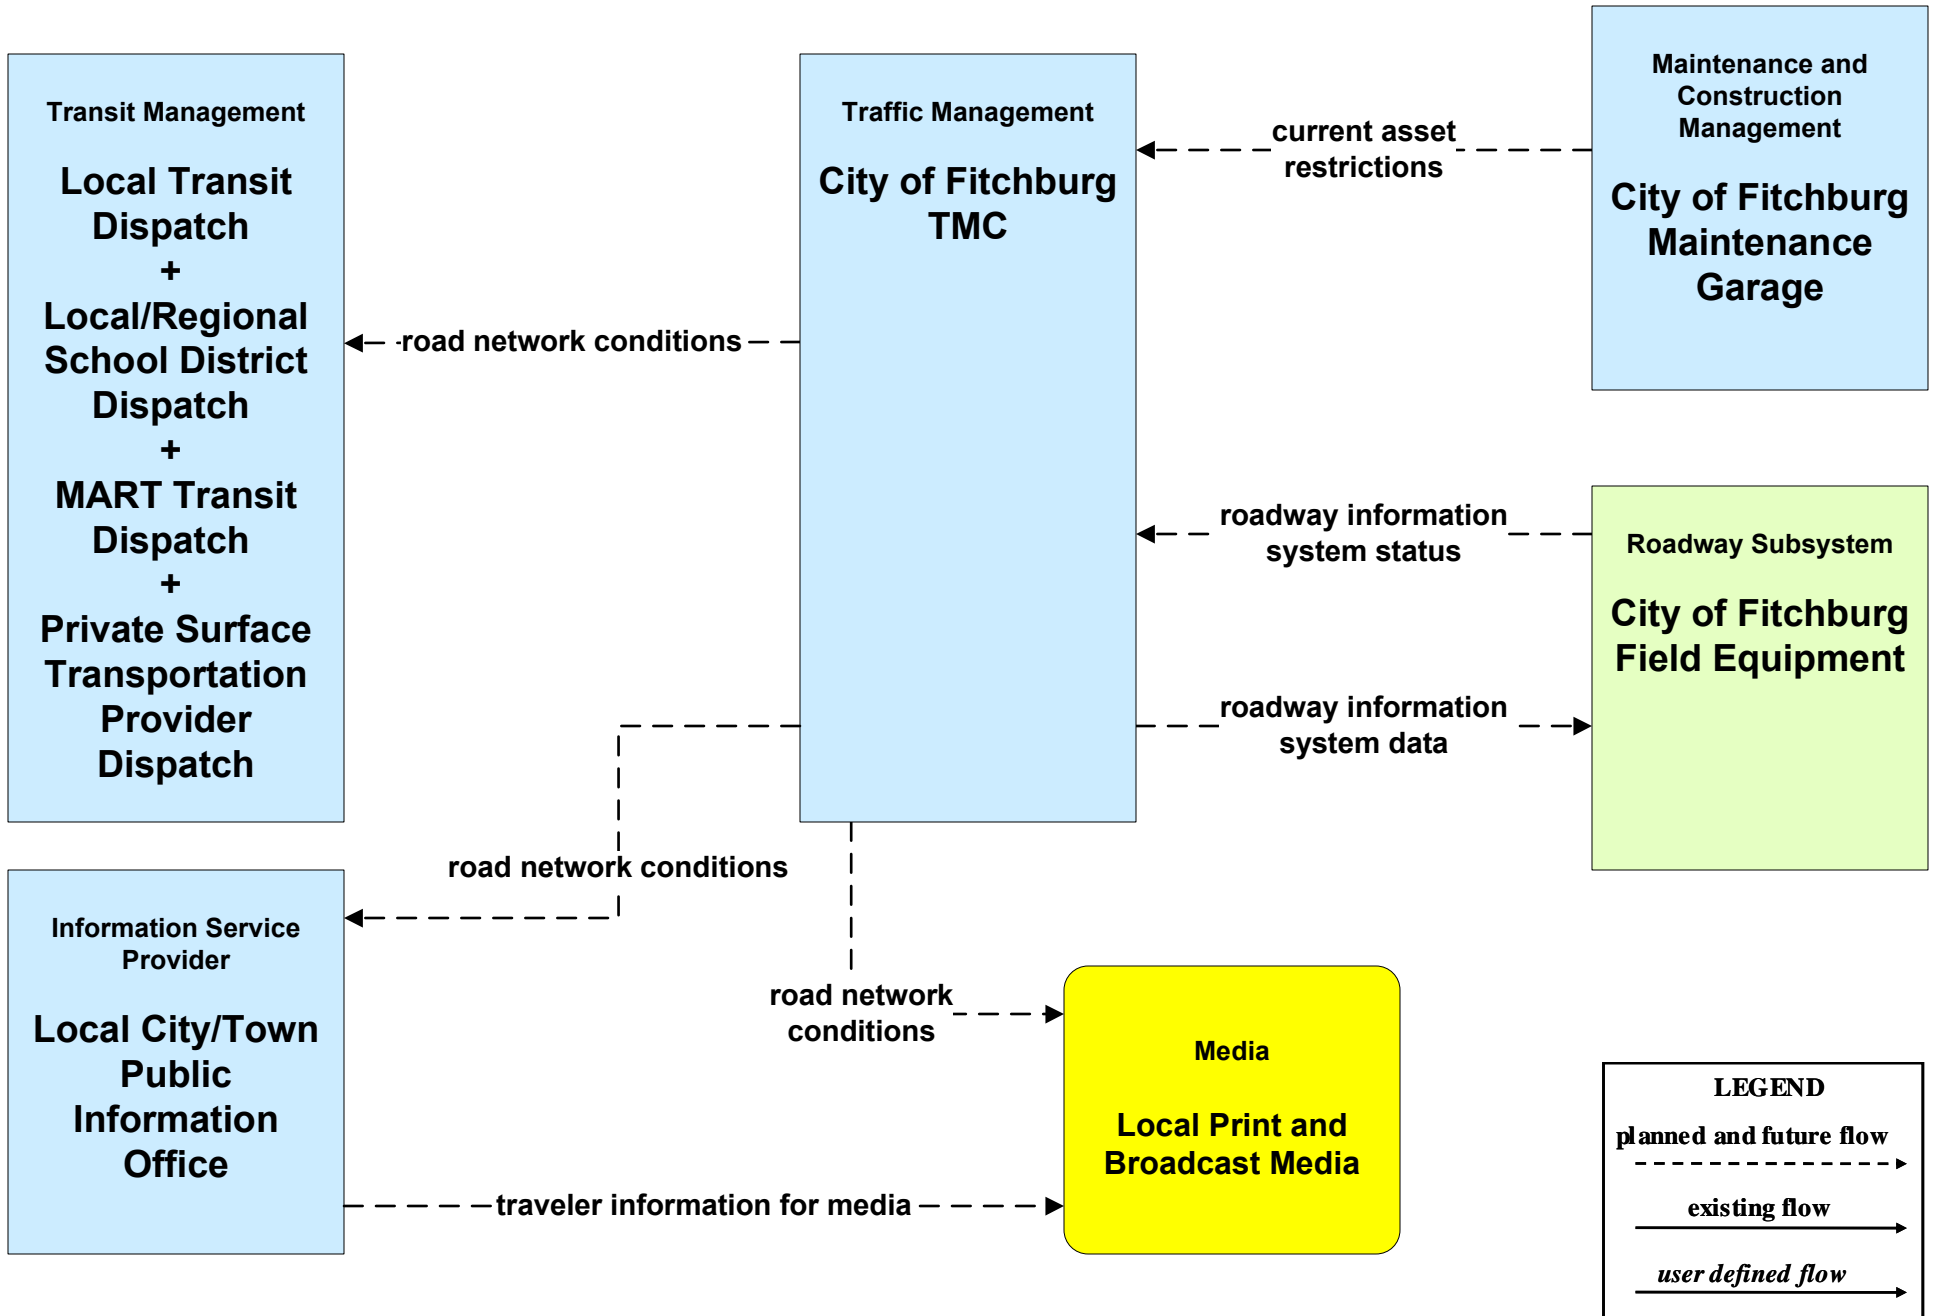 Transit Management
Local Transit
Dispatch
+
Local/Regional
School District
Dispatch
+
MART Transit
Dispatch
+
Private Surface
Transportation
Provider
Dispatch
road network conditions
Traffic Management
City of Fitchburg
TMC
current asset
restrictions
Maintenance and
Construction
Management
City of Fitchburg
Maintenance
Garage
roadway information
system status
roadway information
system data
Roadway Subsystem
City of Fitchburg
Field Equipment
road network conditions
Information Service
Provider
Local City/Town
Public
Information
Office
road network
conditions
traveler information for media
Media
Local Print and
Broadcast Media
LEGEND
planned and future flow
existing flow
user defined flow